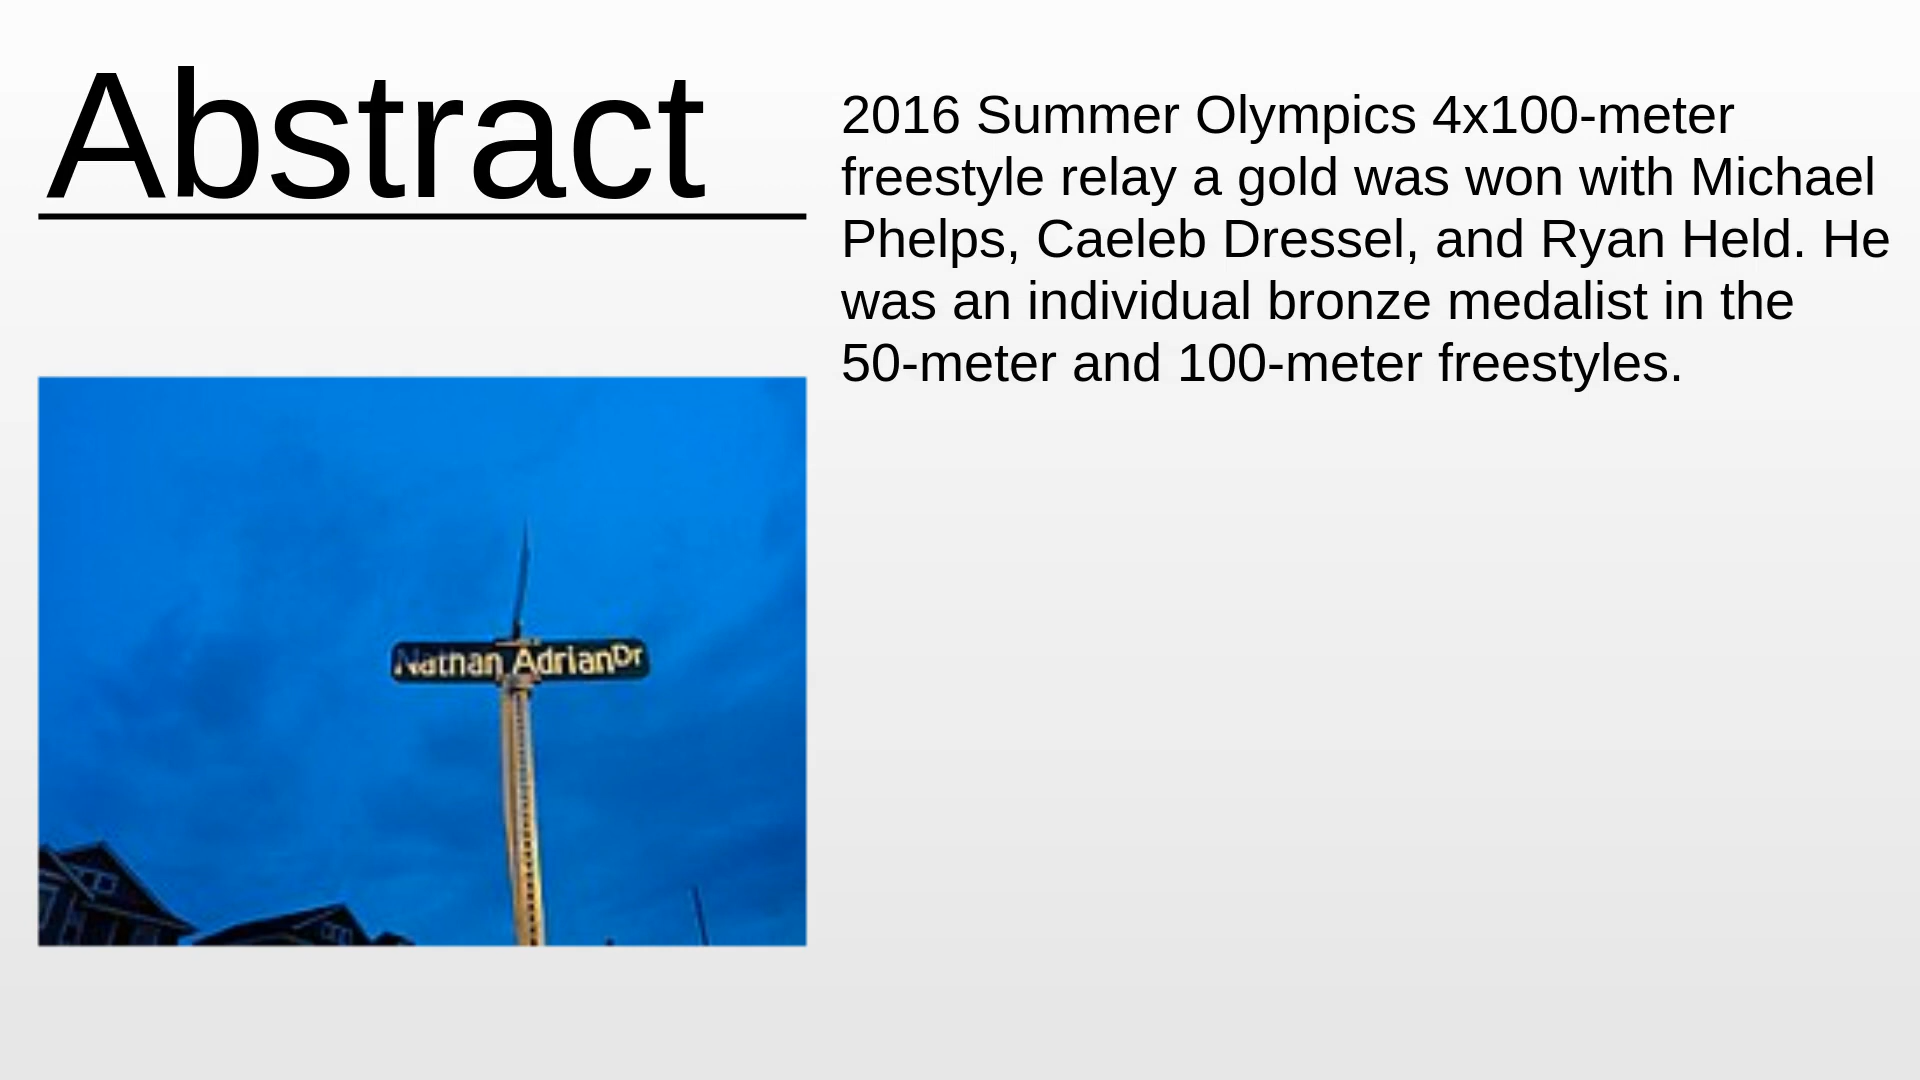 Abstract
2016 Summer Olympics 4x100-meter
freestyle relay a gold was won with Michael
Phelps, Caeleb Dressel, and Ryan Held. He
was an individual bronze medalist in the
50-meter and 100-meter freestyles.
Nathan Adrian Dr